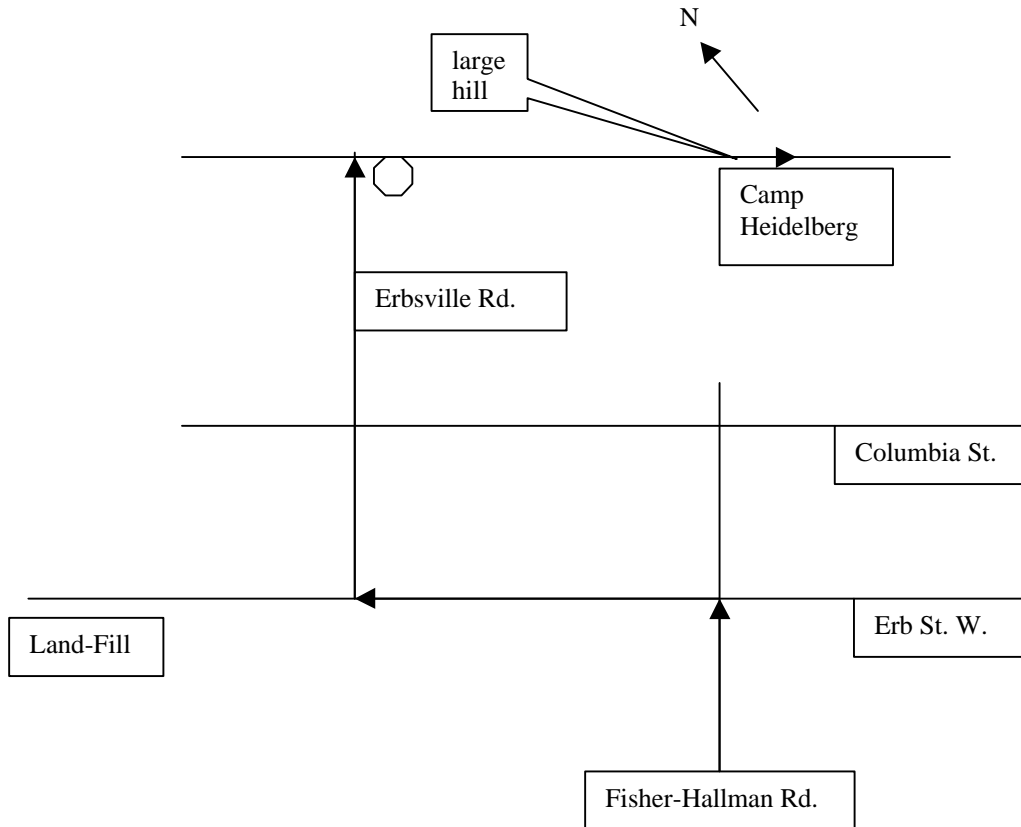 N
large
hill
Camp
Heidelberg
Erbsville Rd.
Columbia St.
Erb St. W.
Land-Fill
Fisher-Hallman Rd.